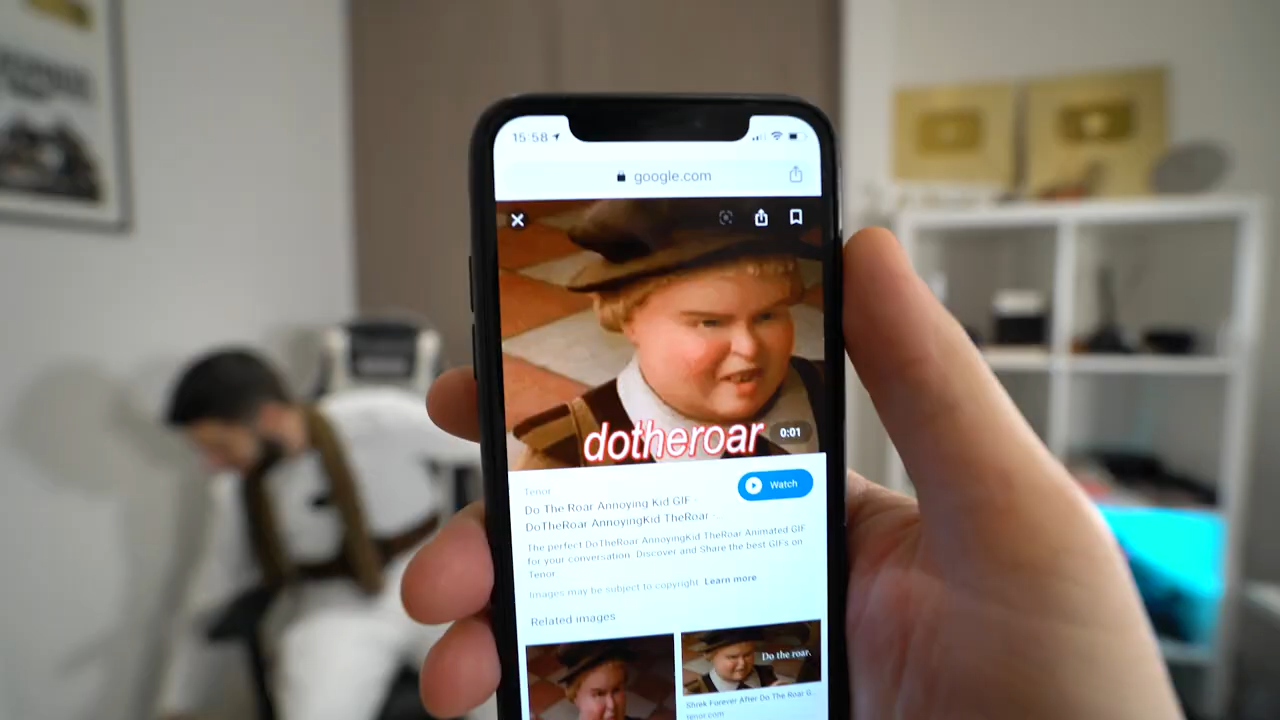 15:58
google.com
dotheroar
0:01
Tenor
Watch
Do The Roar Annoying Kid GIF -
DoTheRoar AnnoyingKid TheRoar -...
The perfect DoTheRoar AnnoyingKid TheRoar Animated GIF
for your conversation. Discover and Share the best GIFs on
Tenor.
Images may be subject to copyright. Learn more
Related images
Do the roar.
Shrek Forever After Do The Roar G...
tenor.com